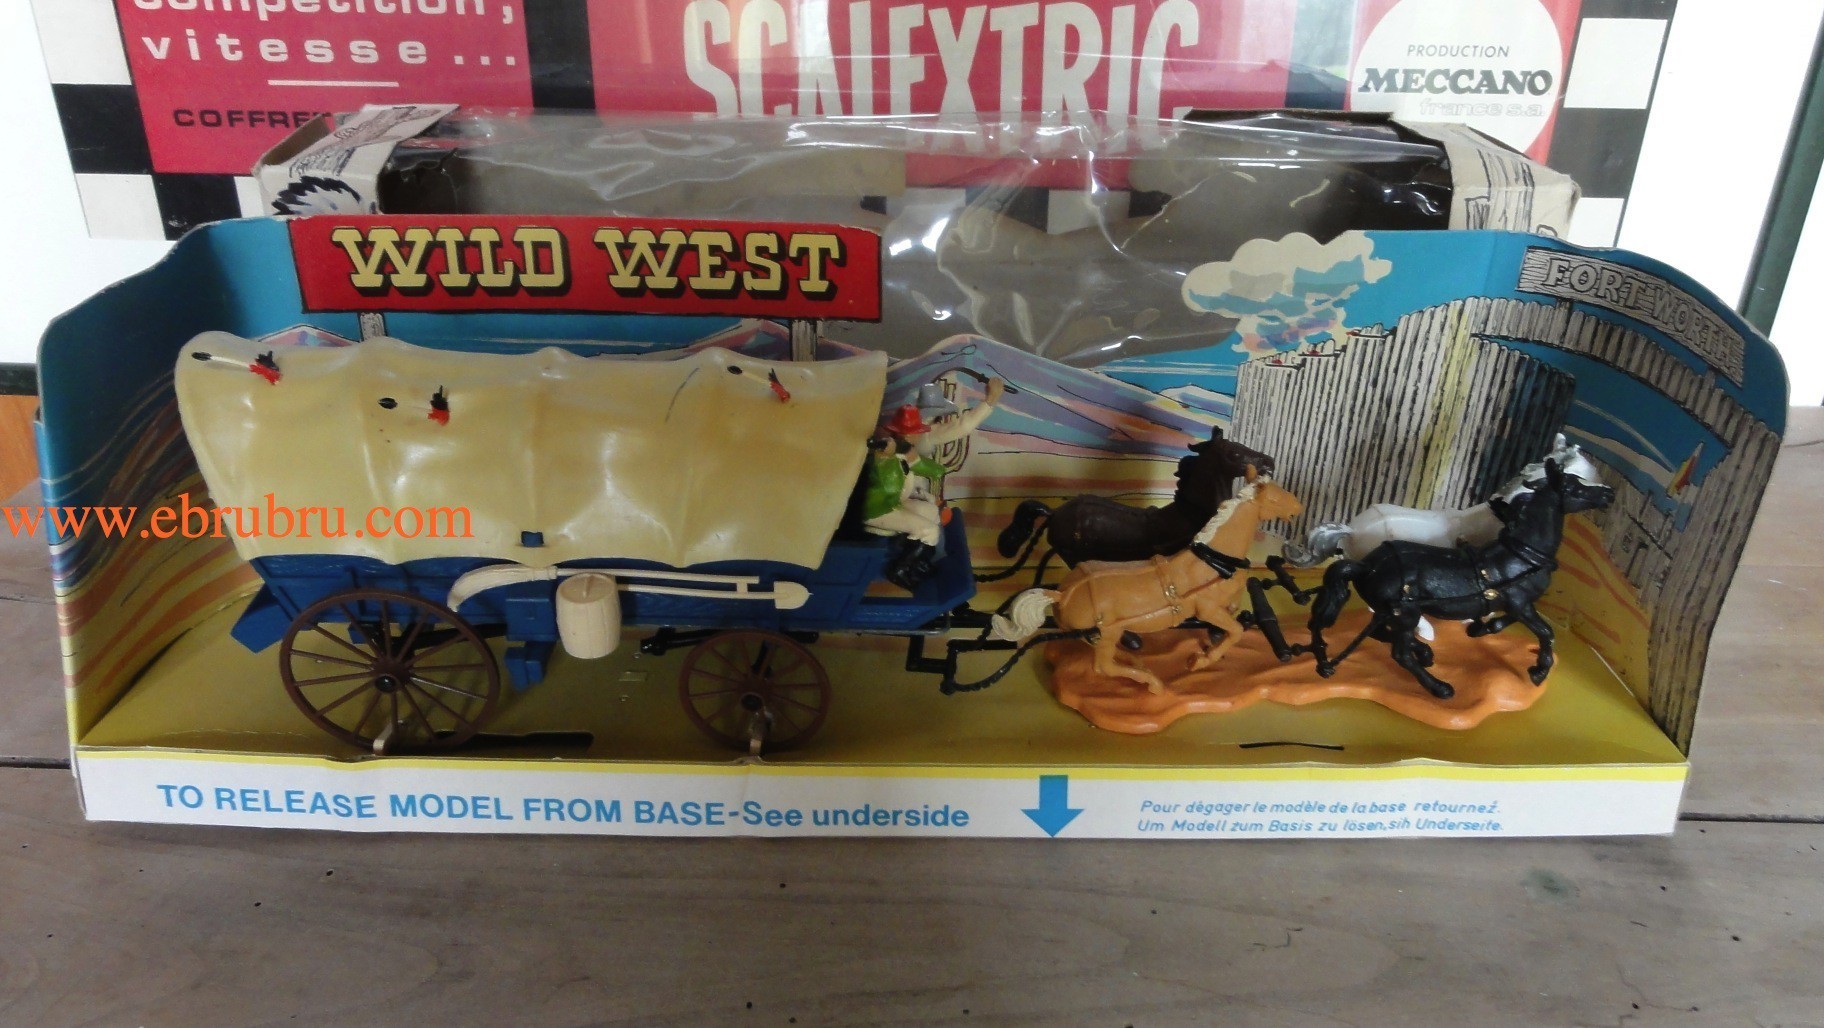 competition,
vitesse...
SCALEXTRIC
PRODUCTION
MECCANO
france s.a.
WILD WEST
FORT WORTH
www.ebrubru.com
TO RELEASE MODEL FROM BASE-See underside
Pour dégager le modèle de la base retournez.
Um Modell zum Basis zu lösen, sih Underseite.